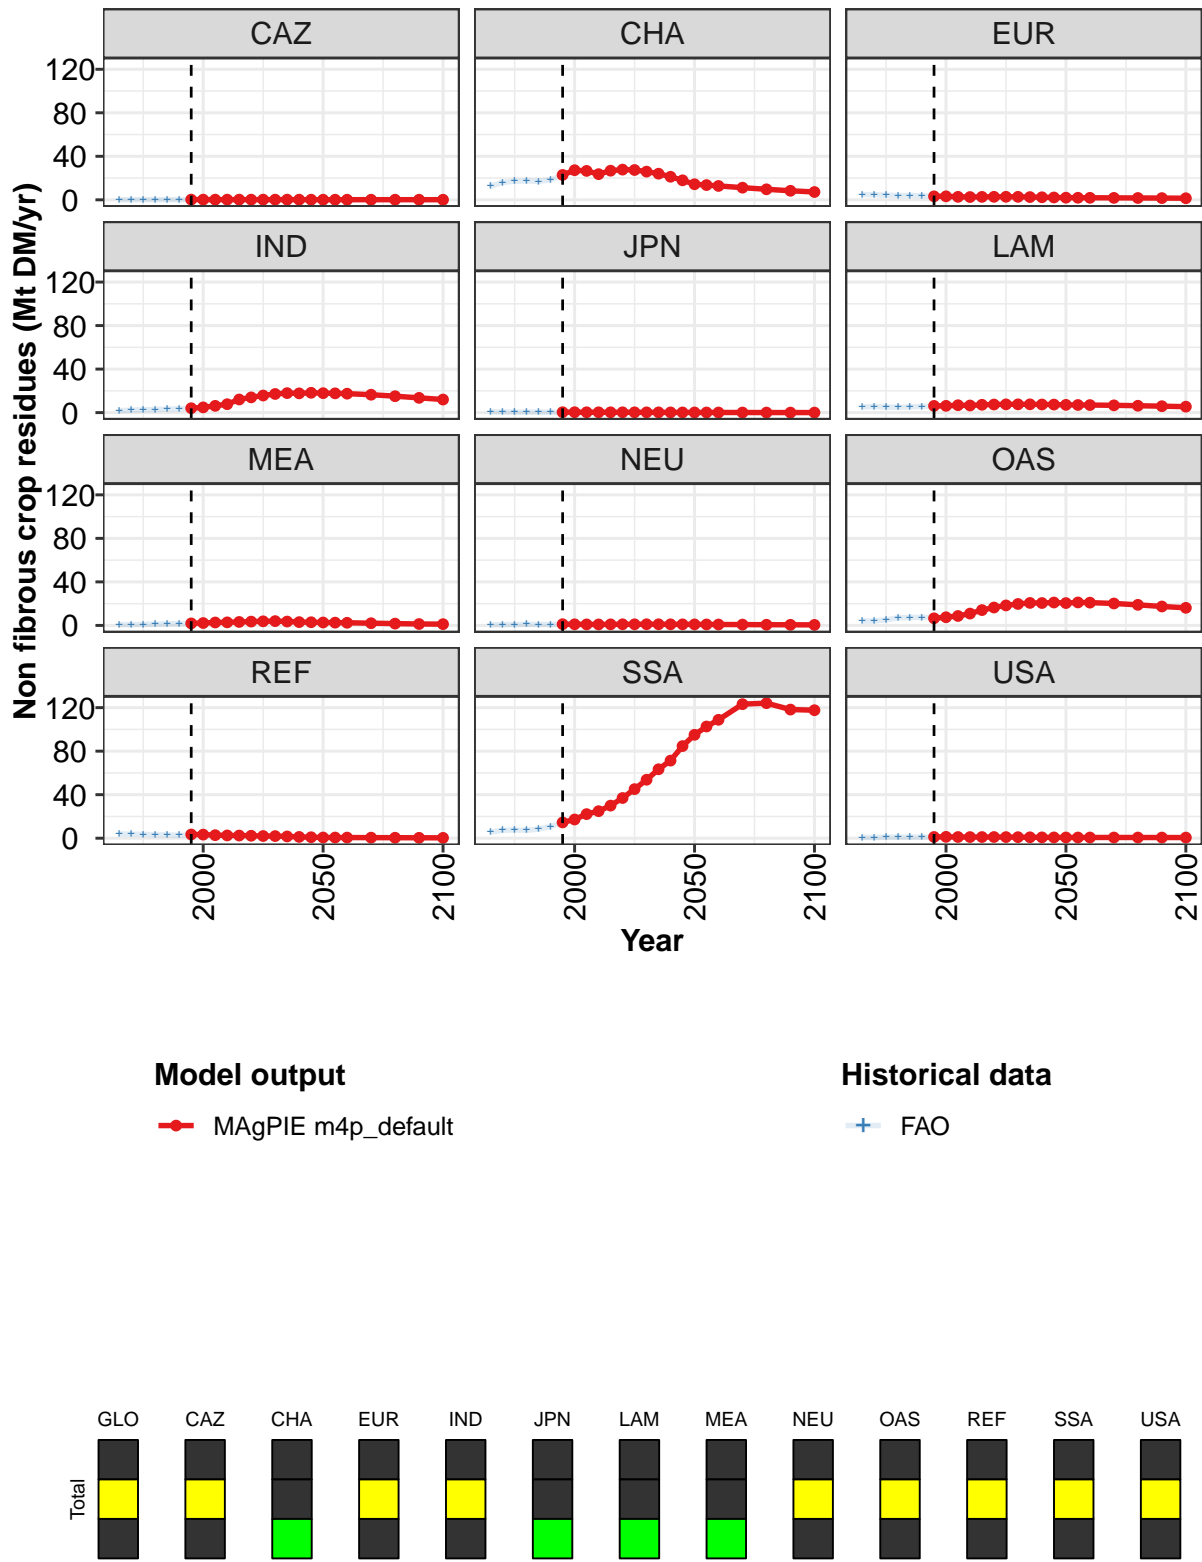 CAZ CHA EUR
120
80
40
0
IND JPN LAM
120
80
40
0
MEA NEU OAS
120
80
40
0
REF SSA USA
120
80
40
0
Non fibrous crop residues (Mt DM/yr)
2000 2050 2100 2000 2050 2100 2000 2050 2100
Year
Model output Historical data
MAgPIE m4p_default FAO
GLO CAZ CHA EUR IND JPN LAM MEA NEU OAS REF SSA USA
Total